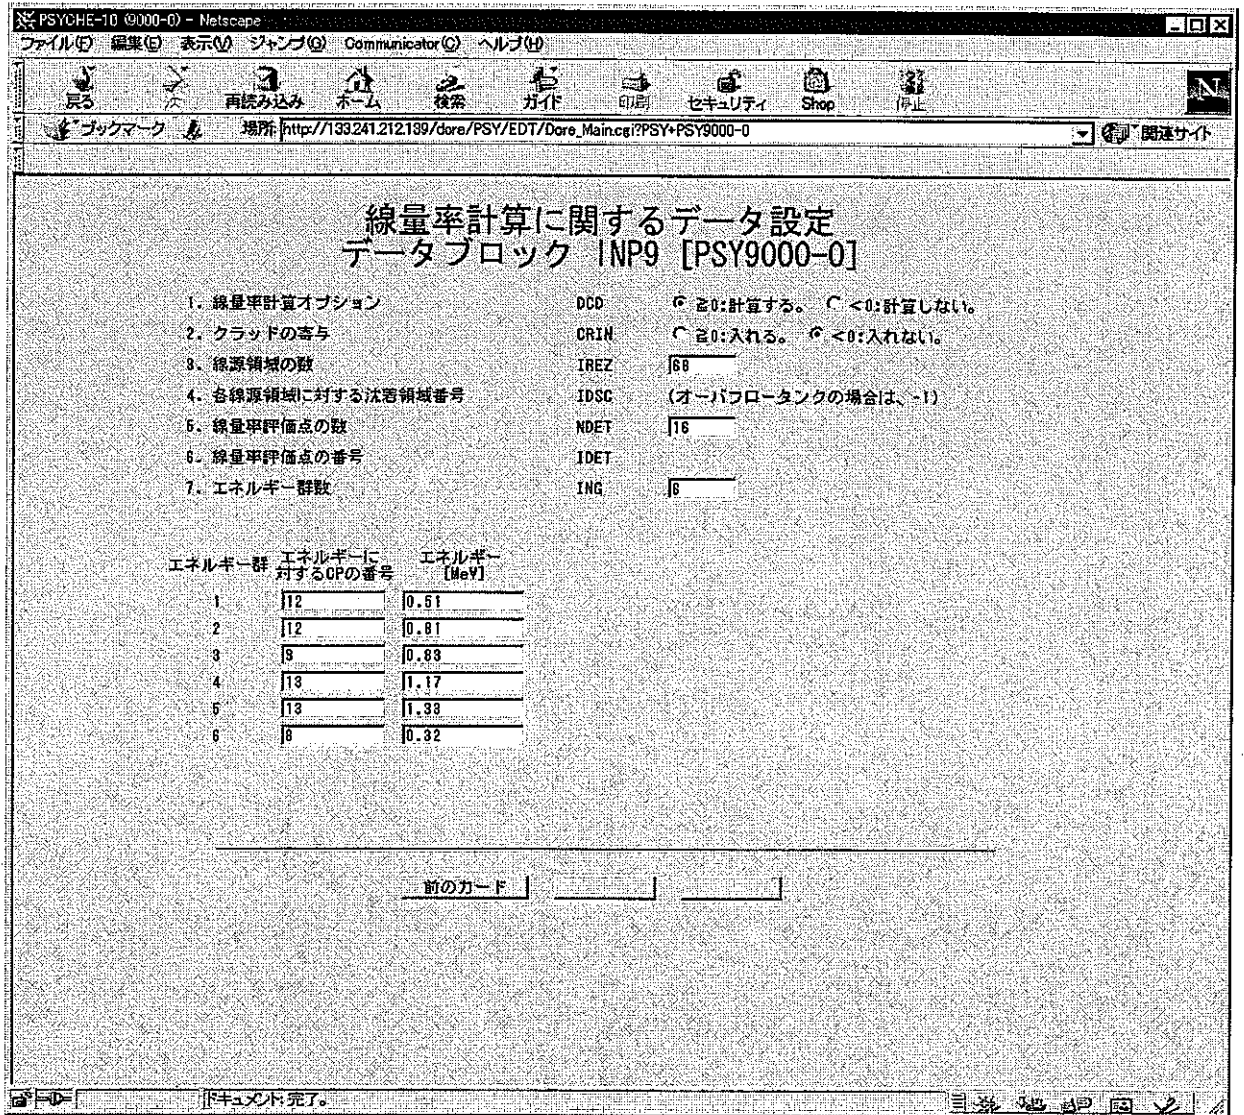 PSYCHE-10 (9000-0) - Netscape
ファイル(F) 編集(E) 表示(V) ジャンプ(G) Communicator(C) ヘルプ(H)
戻る 次 再読み込み ホーム 検索 ガイド 印刷 セキュリティ Shop 停止
N
ブックマーク 場所: http://133.241.212.189/dore/PSY/EDT/Dore_Main.cgi?PSY+PSY9000-0 関連サイト
線量率計算に関するデータ設定
データブロック INP9 [PSY9000-0]
1. 線量率計算オプション DCD ≧0:計算する。 <0:計算しない。
2. クラッドの寄与 CRIN ≧0:入れる。 <0:入れない。
3. 線源領域の数 IREZ 68
4. 各線源領域に対する沈着領域番号 IDSC (オーバフロータンクの場合は、-1)
5. 線量率評価点の数 NDET 16
6. 線量率評価点の番号 IDET
7. エネルギー群数 ING 6
エネルギー群 エネルギーに対するCPの番号 エネルギー [MeV]
1 12 0.51
2 12 0.81
3 9 0.83
4 13 1.17
5 13 1.33
6 8 0.32
前のカード
ドキュメント: 完了。